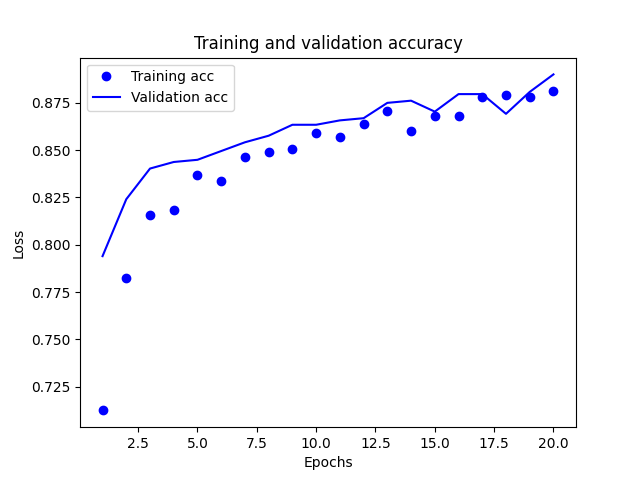 Training and validation accuracy
Training acc
Validation acc
0.875
0.850
0.825
0.800
0.775
0.750
0.725
Loss
2.5 5.0 7.5 10.0 12.5 15.0 17.5 20.0
Epochs